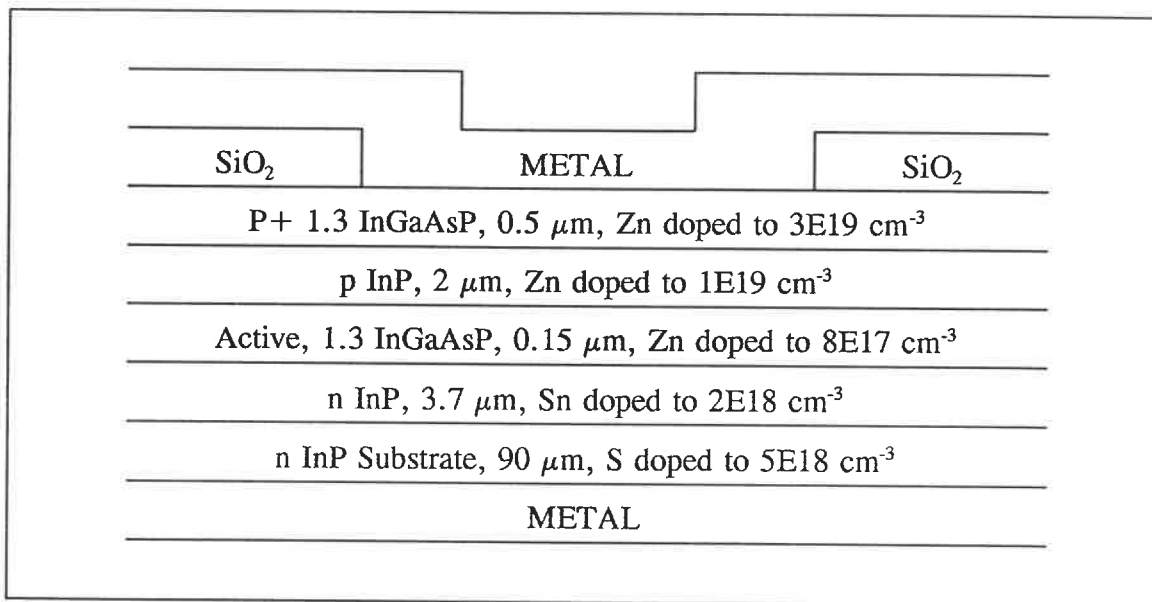 SiO₂ METAL SiO₂
P+ 1.3 InGaAsP, 0.5 μm, Zn doped to 3E19 cm⁻³
p InP, 2 μm, Zn doped to 1E19 cm⁻³
Active, 1.3 InGaAsP, 0.15 μm, Zn doped to 8E17 cm⁻³
n InP, 3.7 μm, Sn doped to 2E18 cm⁻³
n InP Substrate, 90 μm, S doped to 5E18 cm⁻³
METAL